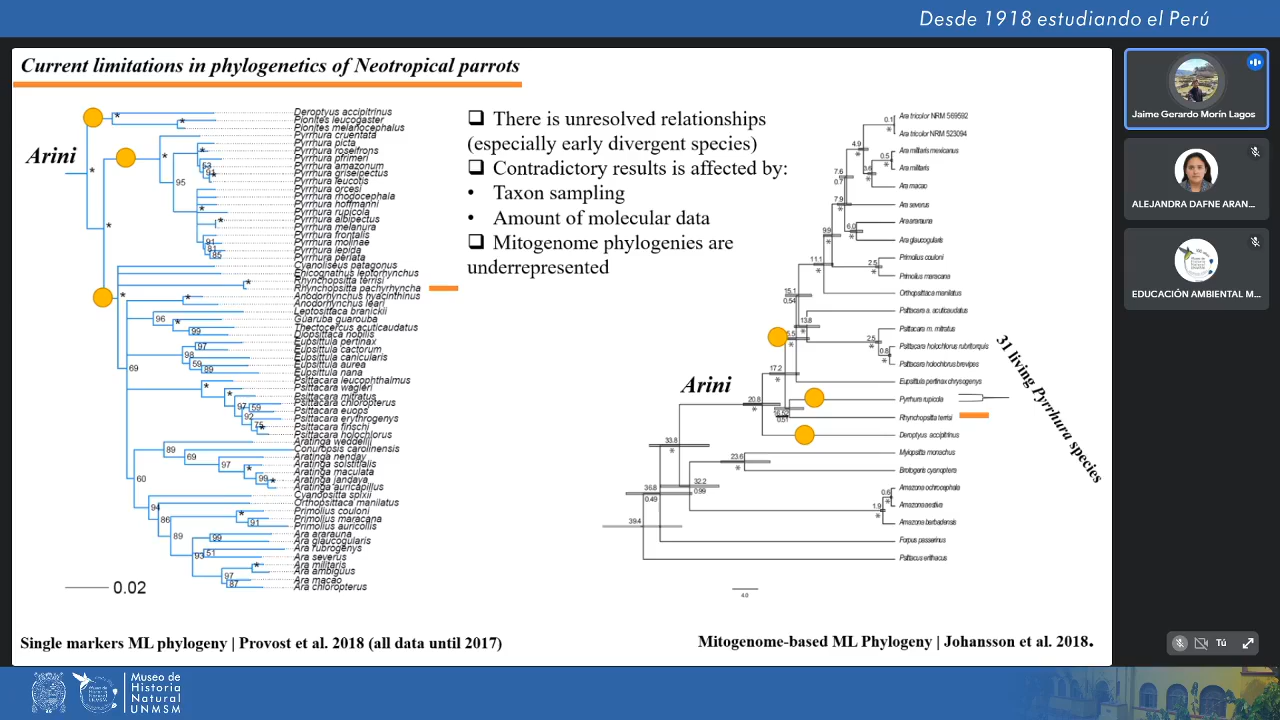 Desde 1918 estudiando el Perú
Current limitations in phylogenetics of Neotropical parrots
Arini
Deroptyus accipitrinus
Pionites leucogaster
Pionites melanocephalus
Pyrrhura cruentata
Pyrrhura picta
Pyrrhura roseifrons
Pyrrhura pfrimeri
Pyrrhura amazonum
Pyrrhura griseipectus
Pyrrhura leucotis
Pyrrhura orcesi
Pyrrhura rhodocephala
Pyrrhura hoffmanni
Pyrrhura rupicola
Pyrrhura albipectus
Pyrrhura melanura
Pyrrhura frontalis
Pyrrhura molinae
Pyrrhura lepida
Pyrrhura perlata
Cyanoliseus patagonus
Enicognathus leptorhynchus
Rhynchopsitta terrisi
Rhynchopsitta pachyrhyncha
Anodorhynchus hyacinthinus
Anodorhynchus leari
Leptosittaca branickii
Guaruba guarouba
Thectocercus acuticaudatus
Diopsittaca nobilis
Eupsittula pertinax
Eupsittula cactorum
Eupsittula canicularis
Eupsittula aurea
Eupsittula nana
Psittacara leucophthalmus
Psittacara wagleri
Psittacara mitratus
Psittacara chloropterus
Psittacara euops
Psittacara erythrogenys
Psittacara finschi
Psittacara holochlorus
Aratinga weddellii
Conuropsis carolinensis
Aratinga nenday
Aratinga solstitialis
Aratinga maculata
Aratinga jandaya
Aratinga auricapillus
Cyanopsitta spixii
Orthopsittaca manilatus
Primolius couloni
Primolius maracana
Primolius auricollis
Ara ararauna
Ara glaucogularis
Ara rubrogenys
Ara severus
Ara militaris
Ara ambiguus
Ara macao
Ara chloropterus
0.02
Single markers ML phylogeny | Provost et al. 2018 (all data until 2017)
❑ There is unresolved relationships
(especially early divergent species)
❑ Contradictory results is affected by:
• Taxon sampling
• Amount of molecular data
❑ Mitogenome phylogenies are
underrepresented
Arini
Ara tricolor NRM 569592
Ara tricolor NRM 523094
Ara militaris mexicanus
Ara militaris
Ara macao
Ara severus
Ara ararauna
Ara glaucogularis
Primolius couloni
Primolius maracana
Orthopsittaca manilatus
Psittacara a. acuticaudatus
Psittacara m. mitratus
Psittacara holochlorus rubritorquis
Psittacara holochlorus brevipes
Eupsittula pertinax chrysogenys
Pyrrhura rupicola
Rhynchopsitta terrisi
Deroptyus accipitrinus
Myiopsitta monachus
Brotogeris cyanoptera
Amazona ochrocephala
Amazona aestiva
Amazona barbadensis
Forpus passerinus
Psittacus erithacus
4.0
31 living Pyrrhura species
Mitogenome-based ML Phylogeny | Johansson et al. 2018.
Jaime Gerardo Morín Lagos
ALEJANDRA DAFNE ARAN...
EDUCACIÓN AMBIENTAL M...
Tú
Museo de
Historia
Natural
UNMSM